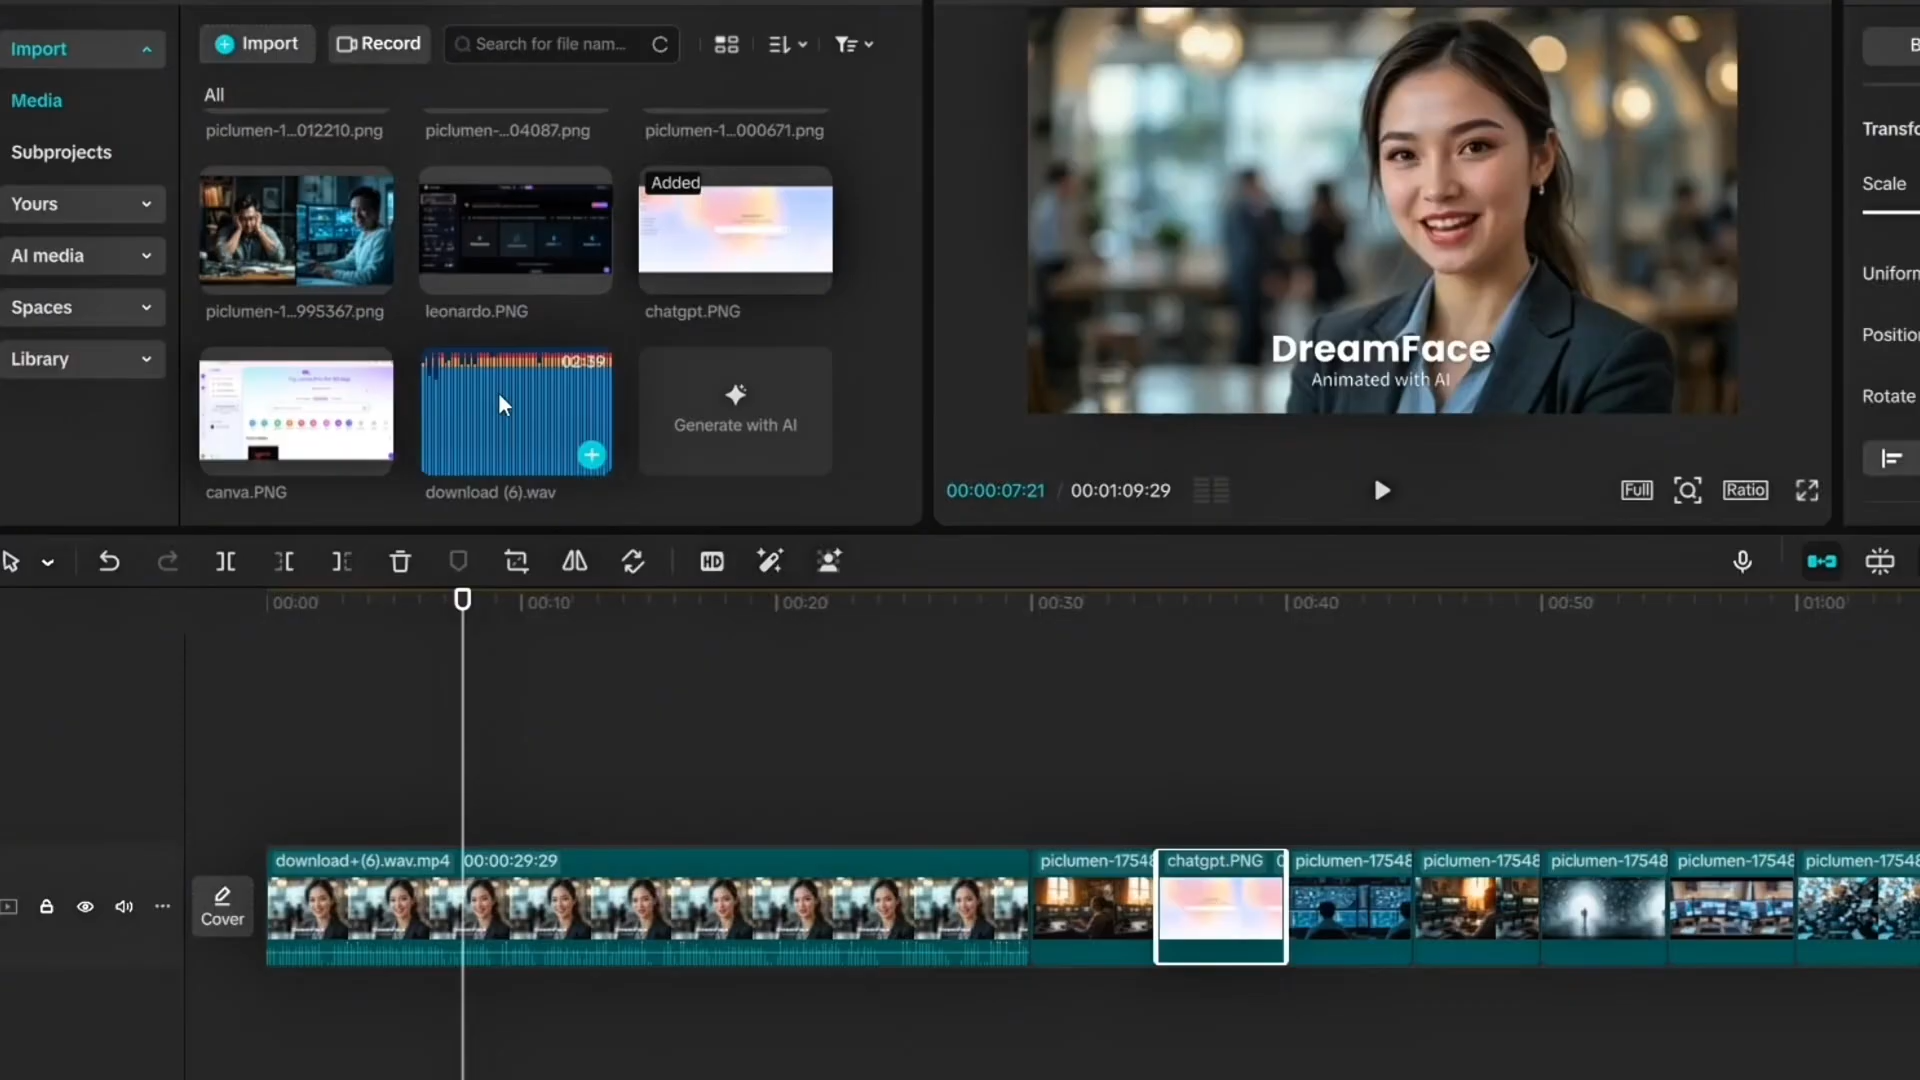 Import
Media
Subprojects
Yours
AI media
Spaces
Library
Import
Record
Search for file nam...
All
piclumen-1...012210.png
piclumen-...04087.png
piclumen-1...000671.png
Added
piclumen-1...995367.png
leonardo.PNG
chatgpt.PNG
02:39
Generate with AI
canva.PNG
download (6).wav
DreamFace
Animated with AI
00:00:07:21 / 00:01:09:29
Full
Ratio
B
Transfo
Scale
Uniforn
Position
Rotate
HD
00:00
00:10
00:20
00:30
00:40
00:50
01:00
Cover
download+(6).wav.mp4 00:00:29:29
piclumen-17548
chatgpt.PNG 0
piclumen-17548
piclumen-17548
piclumen-17548
piclumen-17548
piclumen-17548